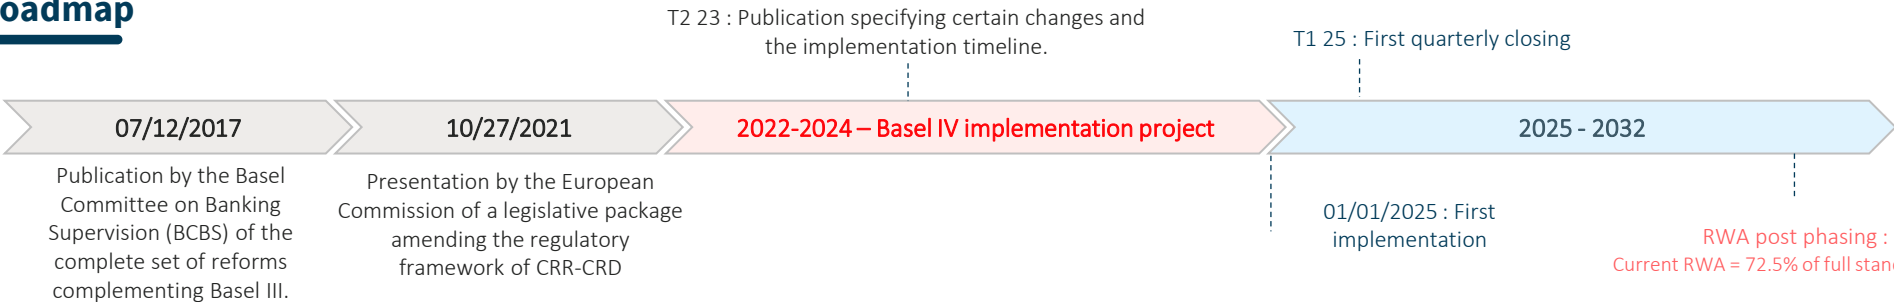 oadmap
T2 23 : Publication specifying certain changes and
the implementation timeline.
T1 25 : First quarterly closing
07/12/2017
10/27/2021
2022-2024 – Basel IV implementation project
2025 - 2032
Publication by the Basel
Committee on Banking
Supervision (BCBS) of the
complete set of reforms
complementing Basel III.
Presentation by the European
Commission of a legislative package
amending the regulatory
framework of CRR-CRD
01/01/2025 : First
implementation
RWA post phasing :
Current RWA = 72.5% of full stan